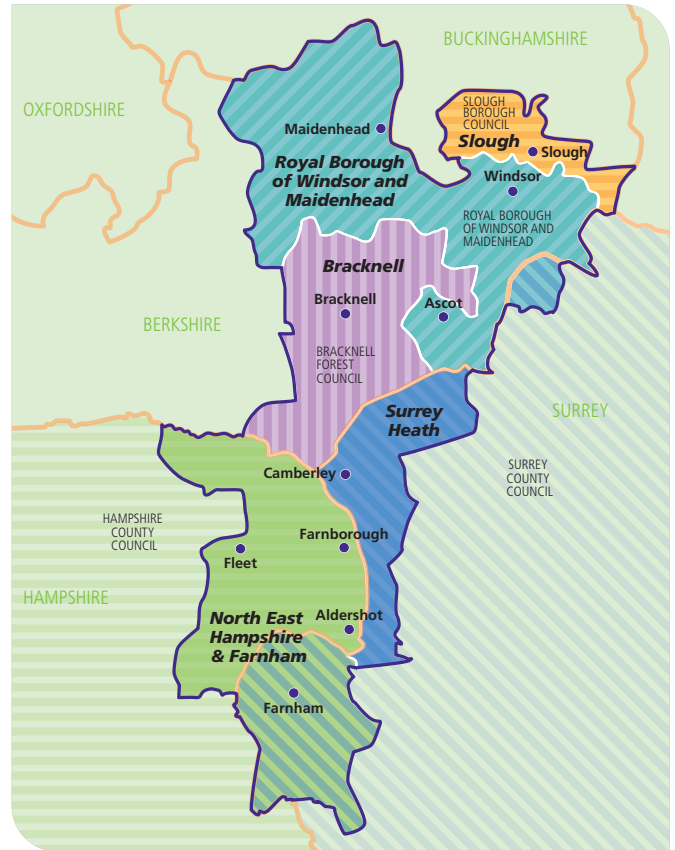 BUCKINGHAMSHIRE
OXFORDSHIRE
SLOUGH
BOROUGH
COUNCIL
Slough
Slough
Maidenhead
Royal Borough
of Windsor and
Maidenhead
Windsor
ROYAL BOROUGH
OF WINDSOR AND
MAIDENHEAD
Bracknell
Bracknell
Ascot
BERKSHIRE
BRACKNELL
FOREST
COUNCIL
Surrey
Heath
SURREY
Camberley
SURREY
COUNTY
COUNCIL
HAMPSHIRE
COUNTY
COUNCIL
Farnborough
Fleet
HAMPSHIRE
Aldershot
North East
Hampshire
& Farnham
Farnham